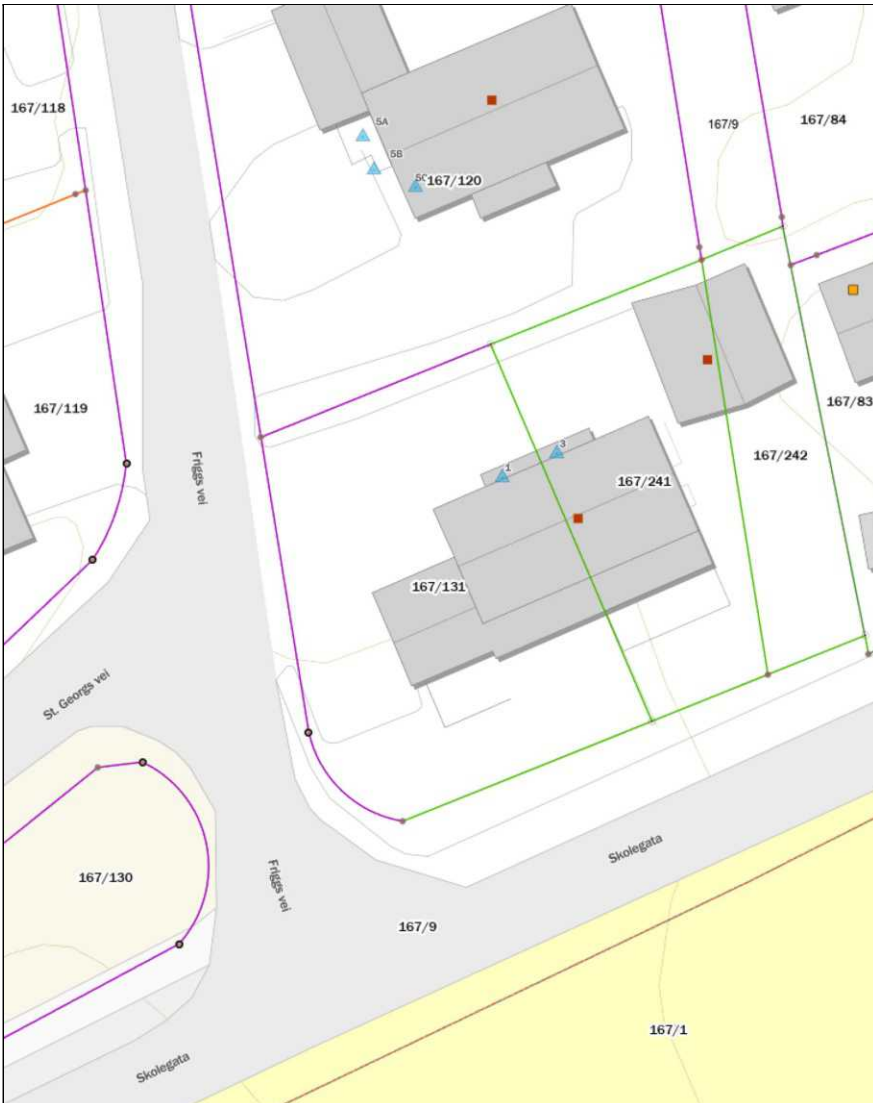 167/118
5A
167/9
167/84
5B
5C
167/120
167/119
Friggs vei
3
1
167/83
167/242
167/241
167/131
St. Georgs vei
Skolegata
167/130
Friggs vei
167/9
167/1
Skolegata